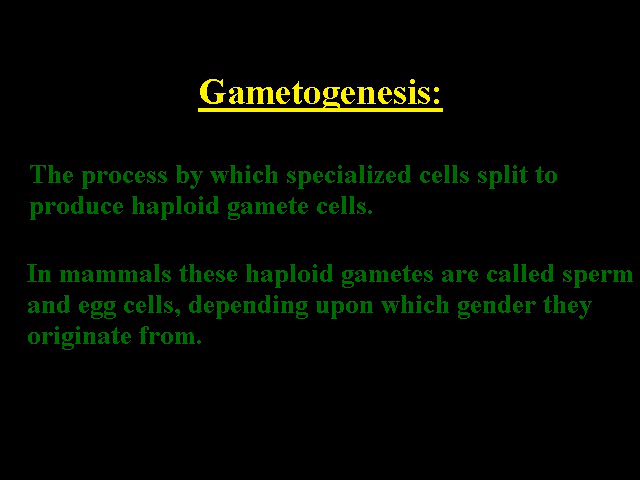 Gametogenesis:
The process by which specialized cells split to
produce haploid gamete cells.
In mammals these haploid gametes are called sperm
and egg cells, depending upon which gender they
originate from.